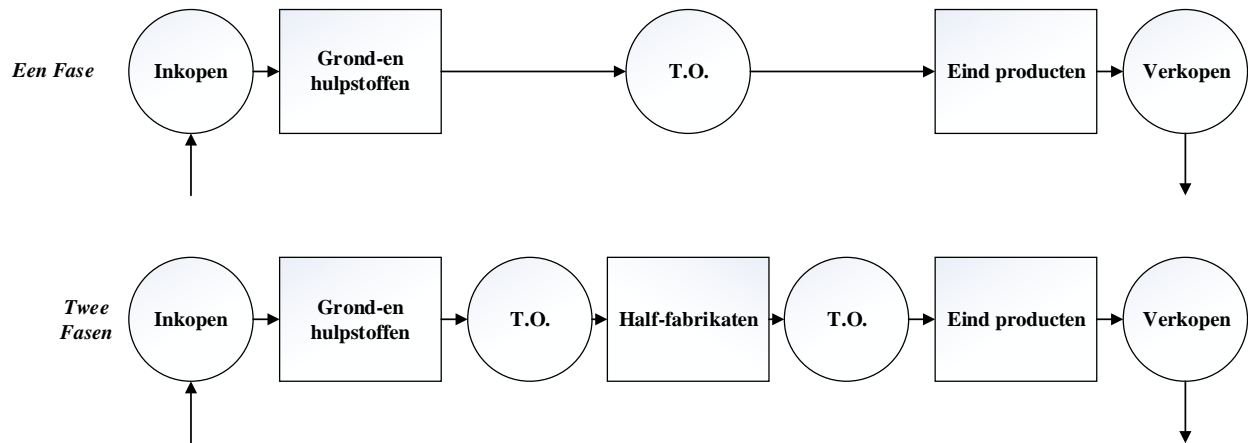 Een Fase
Inkopen
Grond-en
hulpstoffen
T.O.
Eind producten
Verkopen
Twee
Fasen
Inkopen
Grond-en
hulpstoffen
T.O.
Half-fabrikaten
T.O.
Eind producten
Verkopen